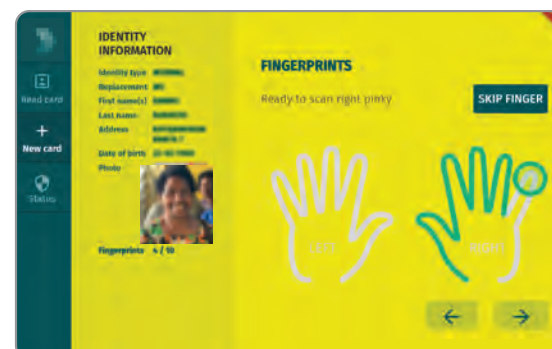 Read card
New card
Status
IDENTITY
INFORMATION
Identity type
Replacement
First name(s)
Last name
Address
Date of birth
Photo
Fingerprints 4 / 10
FINGERPRINTS
Ready to scan right pinky
SKIP FINGER
LEFT
RIGHT